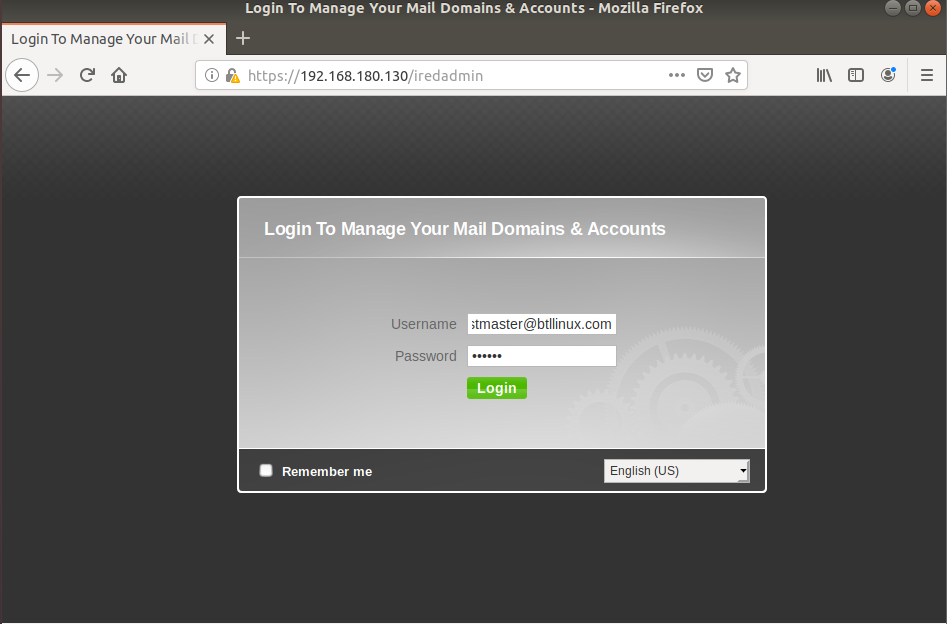 Login To Manage Your Mail Domains & Accounts - Mozilla Firefox
Login To Manage Your Mail D
https://192.168.180.130/iredadmin
Login To Manage Your Mail Domains & Accounts
Username stmaster@btllinux.com
Password ••••••
Login
Remember me English (US)